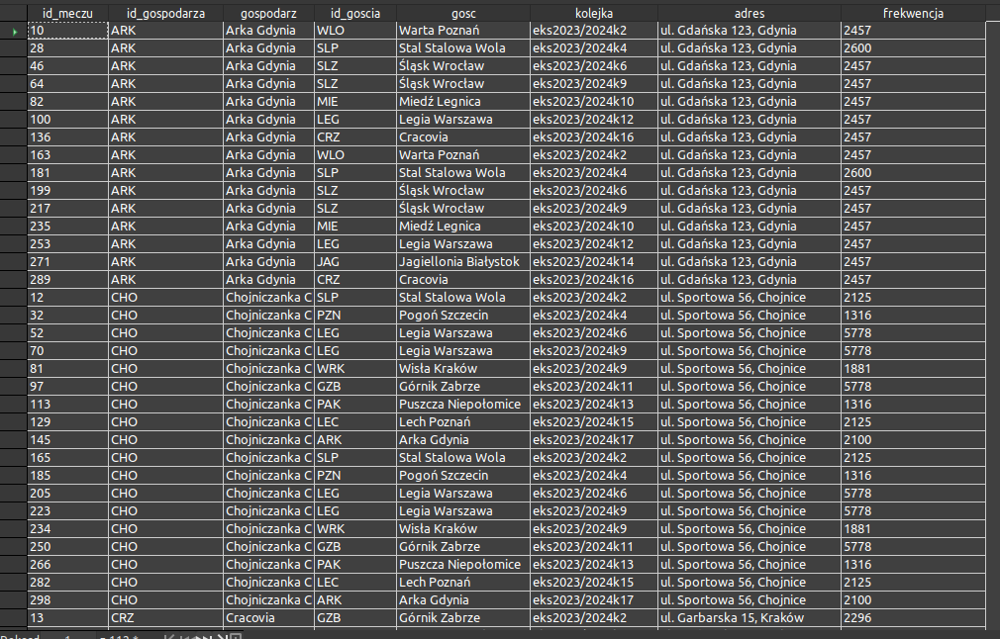 id_meczu id_gospodarza gospodarz id_goscia gosc kolejka adres frekwencja
10 ARK Arka Gdynia WLO Warta Poznań eks2023/2024k2 ul. Gdańska 123, Gdynia 2457
28 ARK Arka Gdynia SLP Stal Stalowa Wola eks2023/2024k4 ul. Gdańska 123, Gdynia 2600
46 ARK Arka Gdynia SLZ Śląsk Wrocław eks2023/2024k6 ul. Gdańska 123, Gdynia 2457
64 ARK Arka Gdynia SLZ Śląsk Wrocław eks2023/2024k9 ul. Gdańska 123, Gdynia 2457
82 ARK Arka Gdynia MIE Miedź Legnica eks2023/2024k10 ul. Gdańska 123, Gdynia 2457
100 ARK Arka Gdynia LEG Legia Warszawa eks2023/2024k12 ul. Gdańska 123, Gdynia 2457
136 ARK Arka Gdynia CRZ Cracovia eks2023/2024k16 ul. Gdańska 123, Gdynia 2457
163 ARK Arka Gdynia WLO Warta Poznań eks2023/2024k2 ul. Gdańska 123, Gdynia 2457
181 ARK Arka Gdynia SLP Stal Stalowa Wola eks2023/2024k4 ul. Gdańska 123, Gdynia 2600
199 ARK Arka Gdynia SLZ Śląsk Wrocław eks2023/2024k6 ul. Gdańska 123, Gdynia 2457
217 ARK Arka Gdynia SLZ Śląsk Wrocław eks2023/2024k9 ul. Gdańska 123, Gdynia 2457
235 ARK Arka Gdynia MIE Miedź Legnica eks2023/2024k10 ul. Gdańska 123, Gdynia 2457
253 ARK Arka Gdynia LEG Legia Warszawa eks2023/2024k12 ul. Gdańska 123, Gdynia 2457
271 ARK Arka Gdynia JAG Jagiellonia Białystok eks2023/2024k14 ul. Gdańska 123, Gdynia 2457
289 ARK Arka Gdynia CRZ Cracovia eks2023/2024k16 ul. Gdańska 123, Gdynia 2457
12 CHO Chojniczanka C SLP Stal Stalowa Wola eks2023/2024k2 ul. Sportowa 56, Chojnice 2125
32 CHO Chojniczanka C PZN Pogoń Szczecin eks2023/2024k4 ul. Sportowa 56, Chojnice 1316
52 CHO Chojniczanka C LEG Legia Warszawa eks2023/2024k6 ul. Sportowa 56, Chojnice 5778
70 CHO Chojniczanka C LEG Legia Warszawa eks2023/2024k9 ul. Sportowa 56, Chojnice 5778
81 CHO Chojniczanka C WRK Wisła Kraków eks2023/2024k9 ul. Sportowa 56, Chojnice 1881
97 CHO Chojniczanka C GZB Górnik Zabrze eks2023/2024k11 ul. Sportowa 56, Chojnice 5778
113 CHO Chojniczanka C PAK Puszcza Niepołomice eks2023/2024k13 ul. Sportowa 56, Chojnice 1316
129 CHO Chojniczanka C LEC Lech Poznań eks2023/2024k15 ul. Sportowa 56, Chojnice 2125
145 CHO Chojniczanka C ARK Arka Gdynia eks2023/2024k17 ul. Sportowa 56, Chojnice 2100
165 CHO Chojniczanka C SLP Stal Stalowa Wola eks2023/2024k2 ul. Sportowa 56, Chojnice 2125
185 CHO Chojniczanka C PZN Pogoń Szczecin eks2023/2024k4 ul. Sportowa 56, Chojnice 1316
205 CHO Chojniczanka C LEG Legia Warszawa eks2023/2024k6 ul. Sportowa 56, Chojnice 5778
223 CHO Chojniczanka C LEG Legia Warszawa eks2023/2024k9 ul. Sportowa 56, Chojnice 5778
234 CHO Chojniczanka C WRK Wisła Kraków eks2023/2024k9 ul. Sportowa 56, Chojnice 1881
250 CHO Chojniczanka C GZB Górnik Zabrze eks2023/2024k11 ul. Sportowa 56, Chojnice 5778
266 CHO Chojniczanka C PAK Puszcza Niepołomice eks2023/2024k13 ul. Sportowa 56, Chojnice 1316
282 CHO Chojniczanka C LEC Lech Poznań eks2023/2024k15 ul. Sportowa 56, Chojnice 2125
298 CHO Chojniczanka C ARK Arka Gdynia eks2023/2024k17 ul. Sportowa 56, Chojnice 2100
13 CRZ Cracovia GZB Górnik Zabrze eks2023/2024k2 ul. Garbarska 15, Kraków 2296